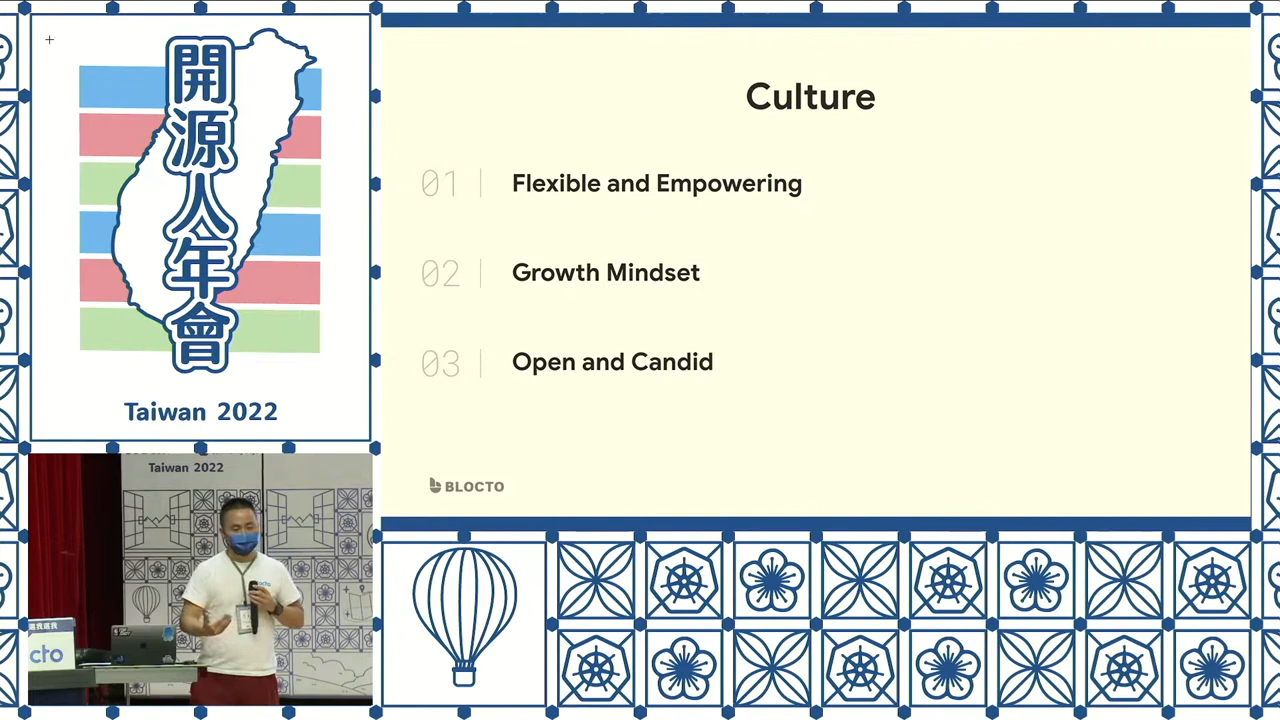 開源人年會
Taiwan 2022
Culture
01 Flexible and Empowering
02 Growth Mindset
03 Open and Candid
BLOCTO
Taiwan 2022
cto